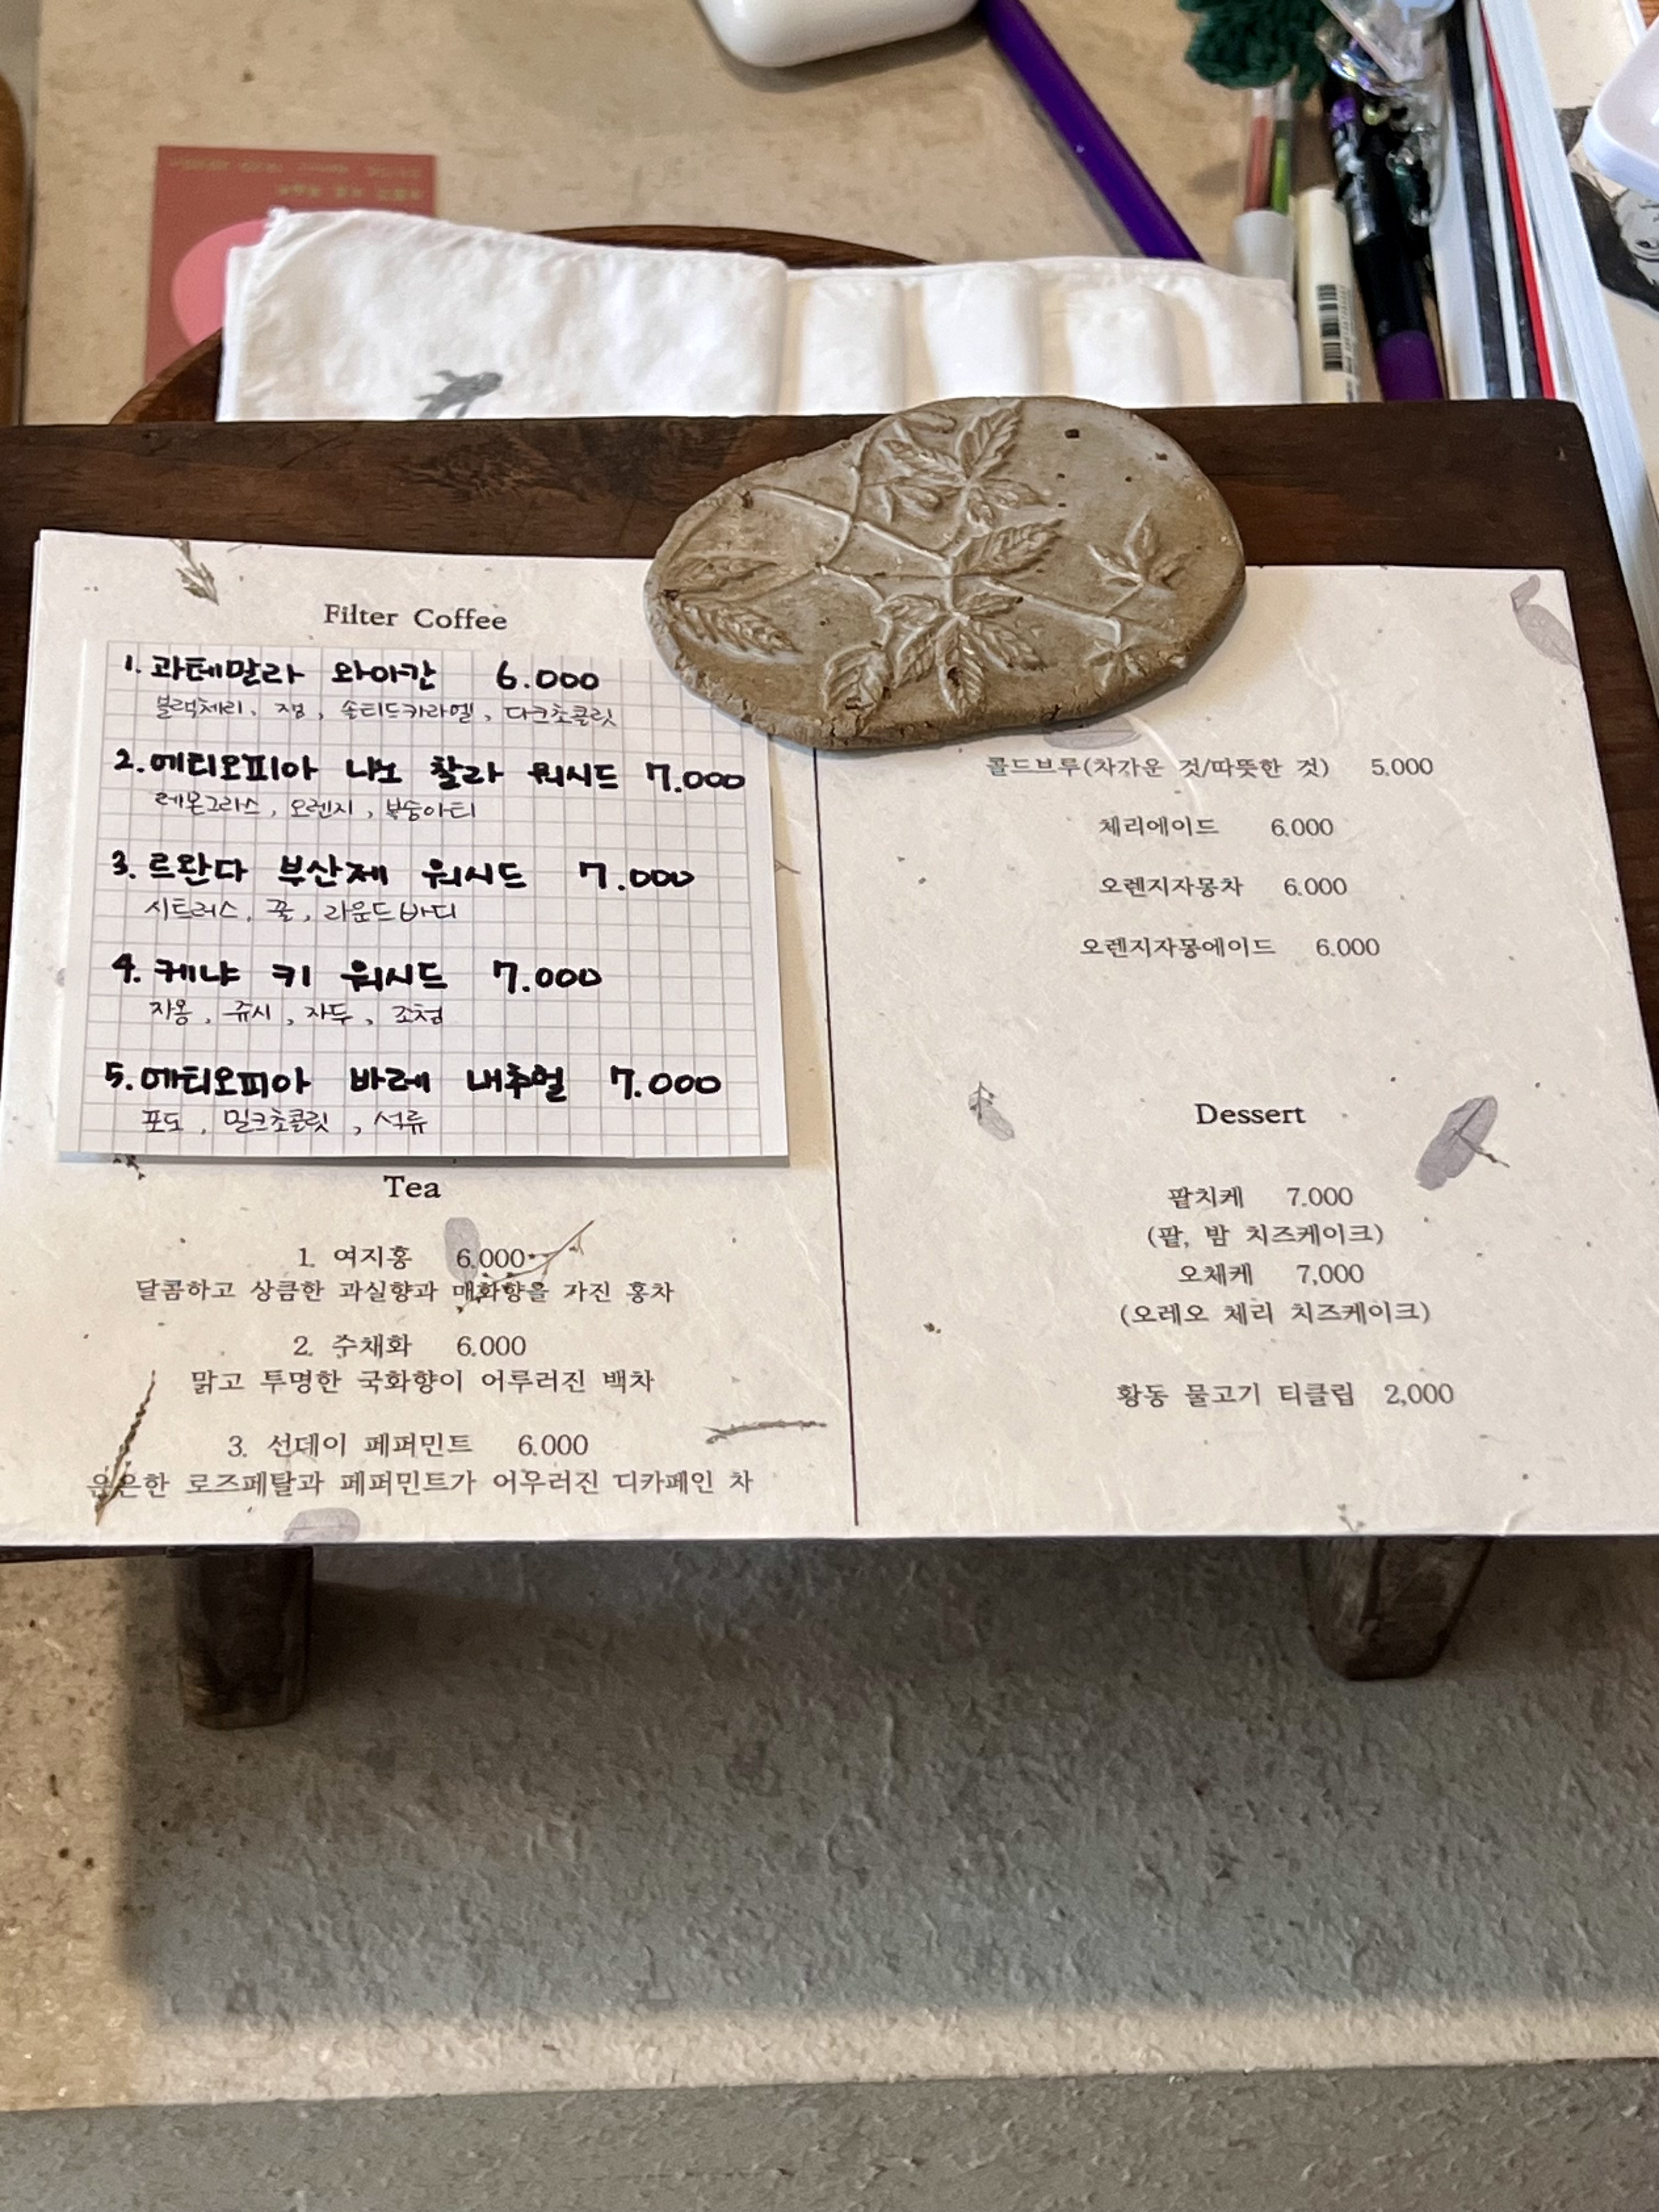 Filter Coffee
1. 과테말라 와이칸 6.000
블랙체리, 잼, 솔티드카라멜, 다크초콜릿
2. 에티오피아 난쏘 찰라 워시드 7.000
레몬그라스, 오렌지, 복숭아티
3. 르완다 부산제 워시드 7.000
시트러스, 꿀, 라운드바디
4. 케냐 키 워시드 7.000
자몽, 쥬시, 자두, 조청
5. 에티오피아 바레 내추럴 7.000
포도, 밀크초콜릿, 석류
Tea
1. 여지홍 6.000
달콤하고 상큼한 과실향과 매화향을 가진 홍차
2. 수채화 6.000
맑고 투명한 국화향이 어루러진 백차
3. 선데이 페퍼민트 6.000
은은한 로즈페탈과 페퍼민트가 어우러진 디카페인 차
콜드브루(차가운 것/따뜻한 것) 5,000
체리에이드 6.000
오렌지자몽차 6.000
오렌지자몽에이드 6.000
Dessert
팥치케 7.000
(팥, 밤 치즈케이크)
오체케 7,000
(오레오 체리 치즈케이크)
황동 물고기 티클립 2,000